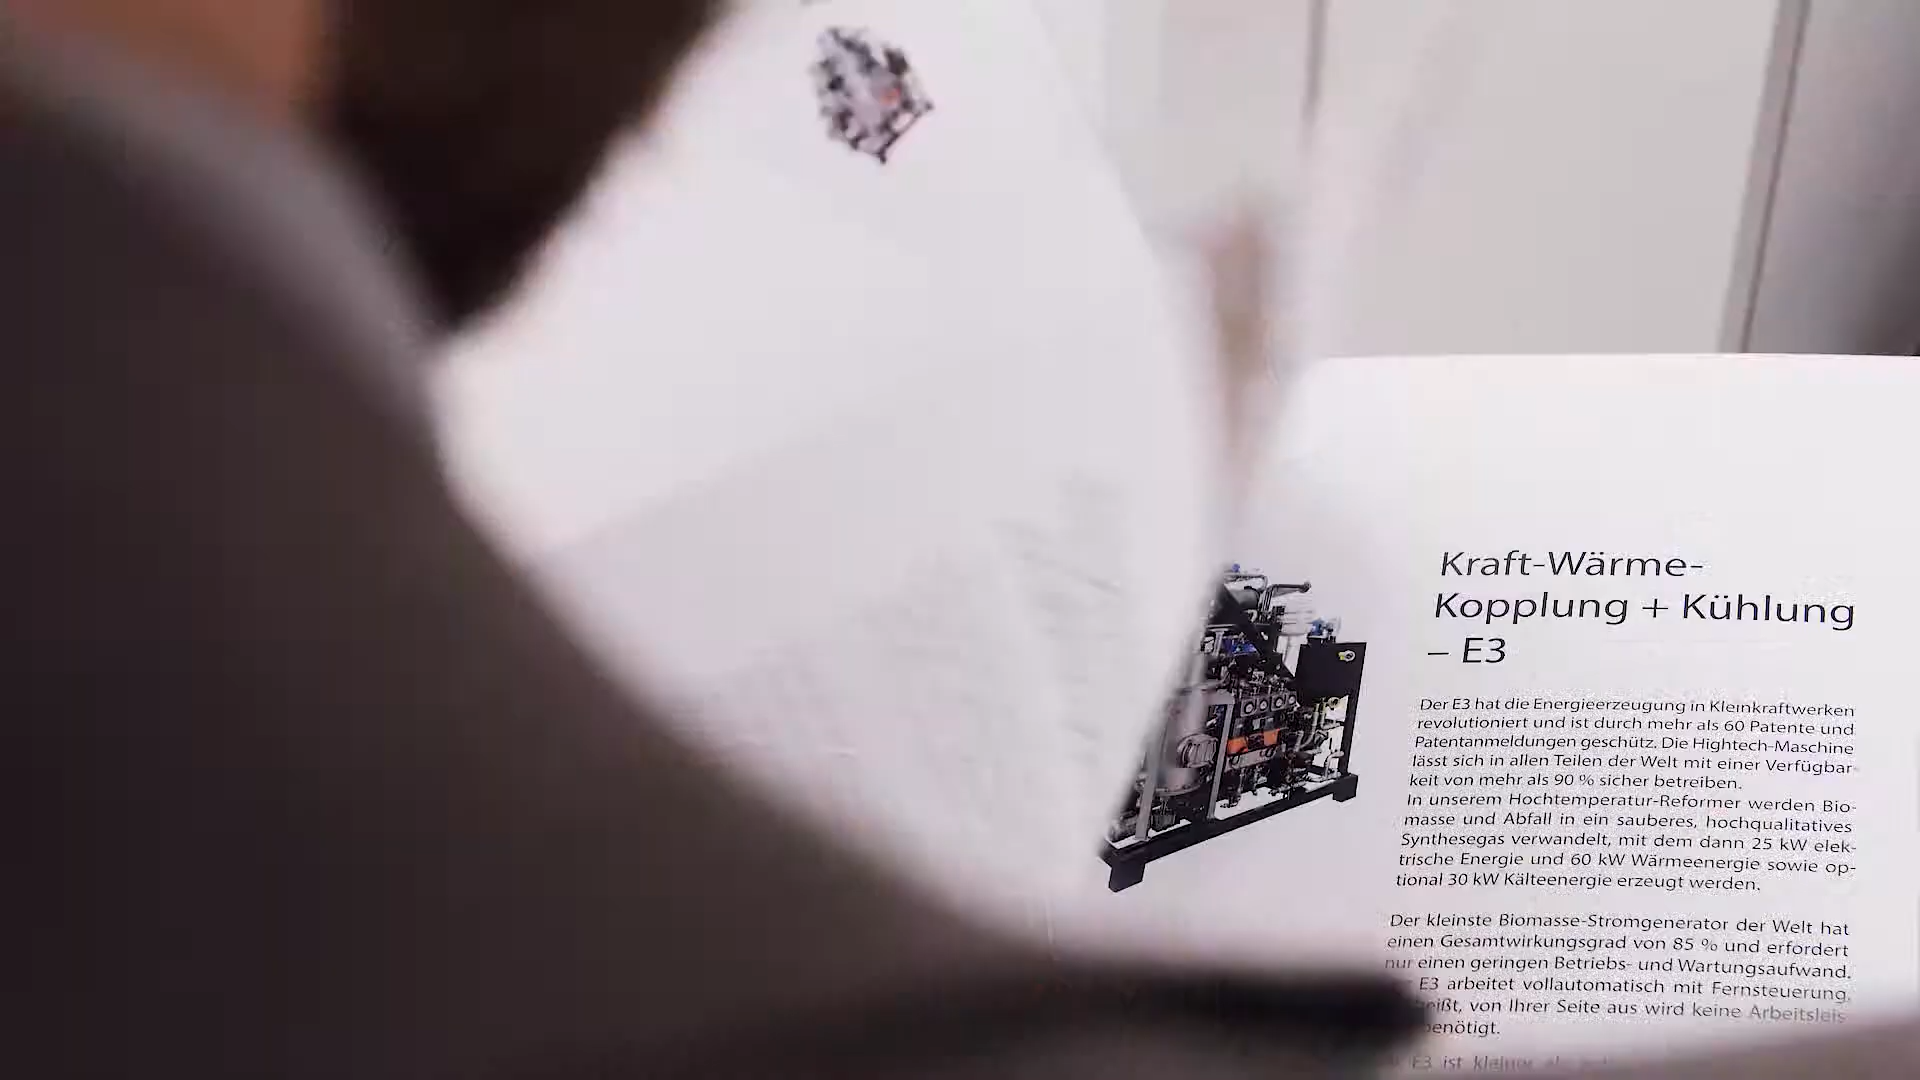 Kraft-Wärme-
Kopplung + Kühlung
– E3
Der E3 hat die Energieerzeugung in Kleinkraftwerken
revolutioniert und ist durch mehr als 60 Patente und
Patentanmeldungen geschütz. Die Hightech-Maschine
lässt sich in allen Teilen der Welt mit einer Verfügbar-
keit von mehr als 90 % sicher betreiben.
In unserem Hochtemperatur-Reformer werden Bio-
masse und Abfall in ein sauberes, hochqualitatives
Synthesegas verwandelt, mit dem dann 25 kW elek-
trische Energie und 60 kW Wärmeenergie sowie op-
tional 30 kW Kälteenergie erzeugt werden.
Der kleinste Biomasse-Stromgenerator der Welt hat
einen Gesamtwirkungsgrad von 85 % und erfordert
nur einen geringen Betriebs- und Wartungsaufwand.
E3 arbeitet vollautomatisch mit Fernsteuerung,
von Ihrer Seite aus wird keine Arbeitsleis
benötigt.
E3 ist kleiner